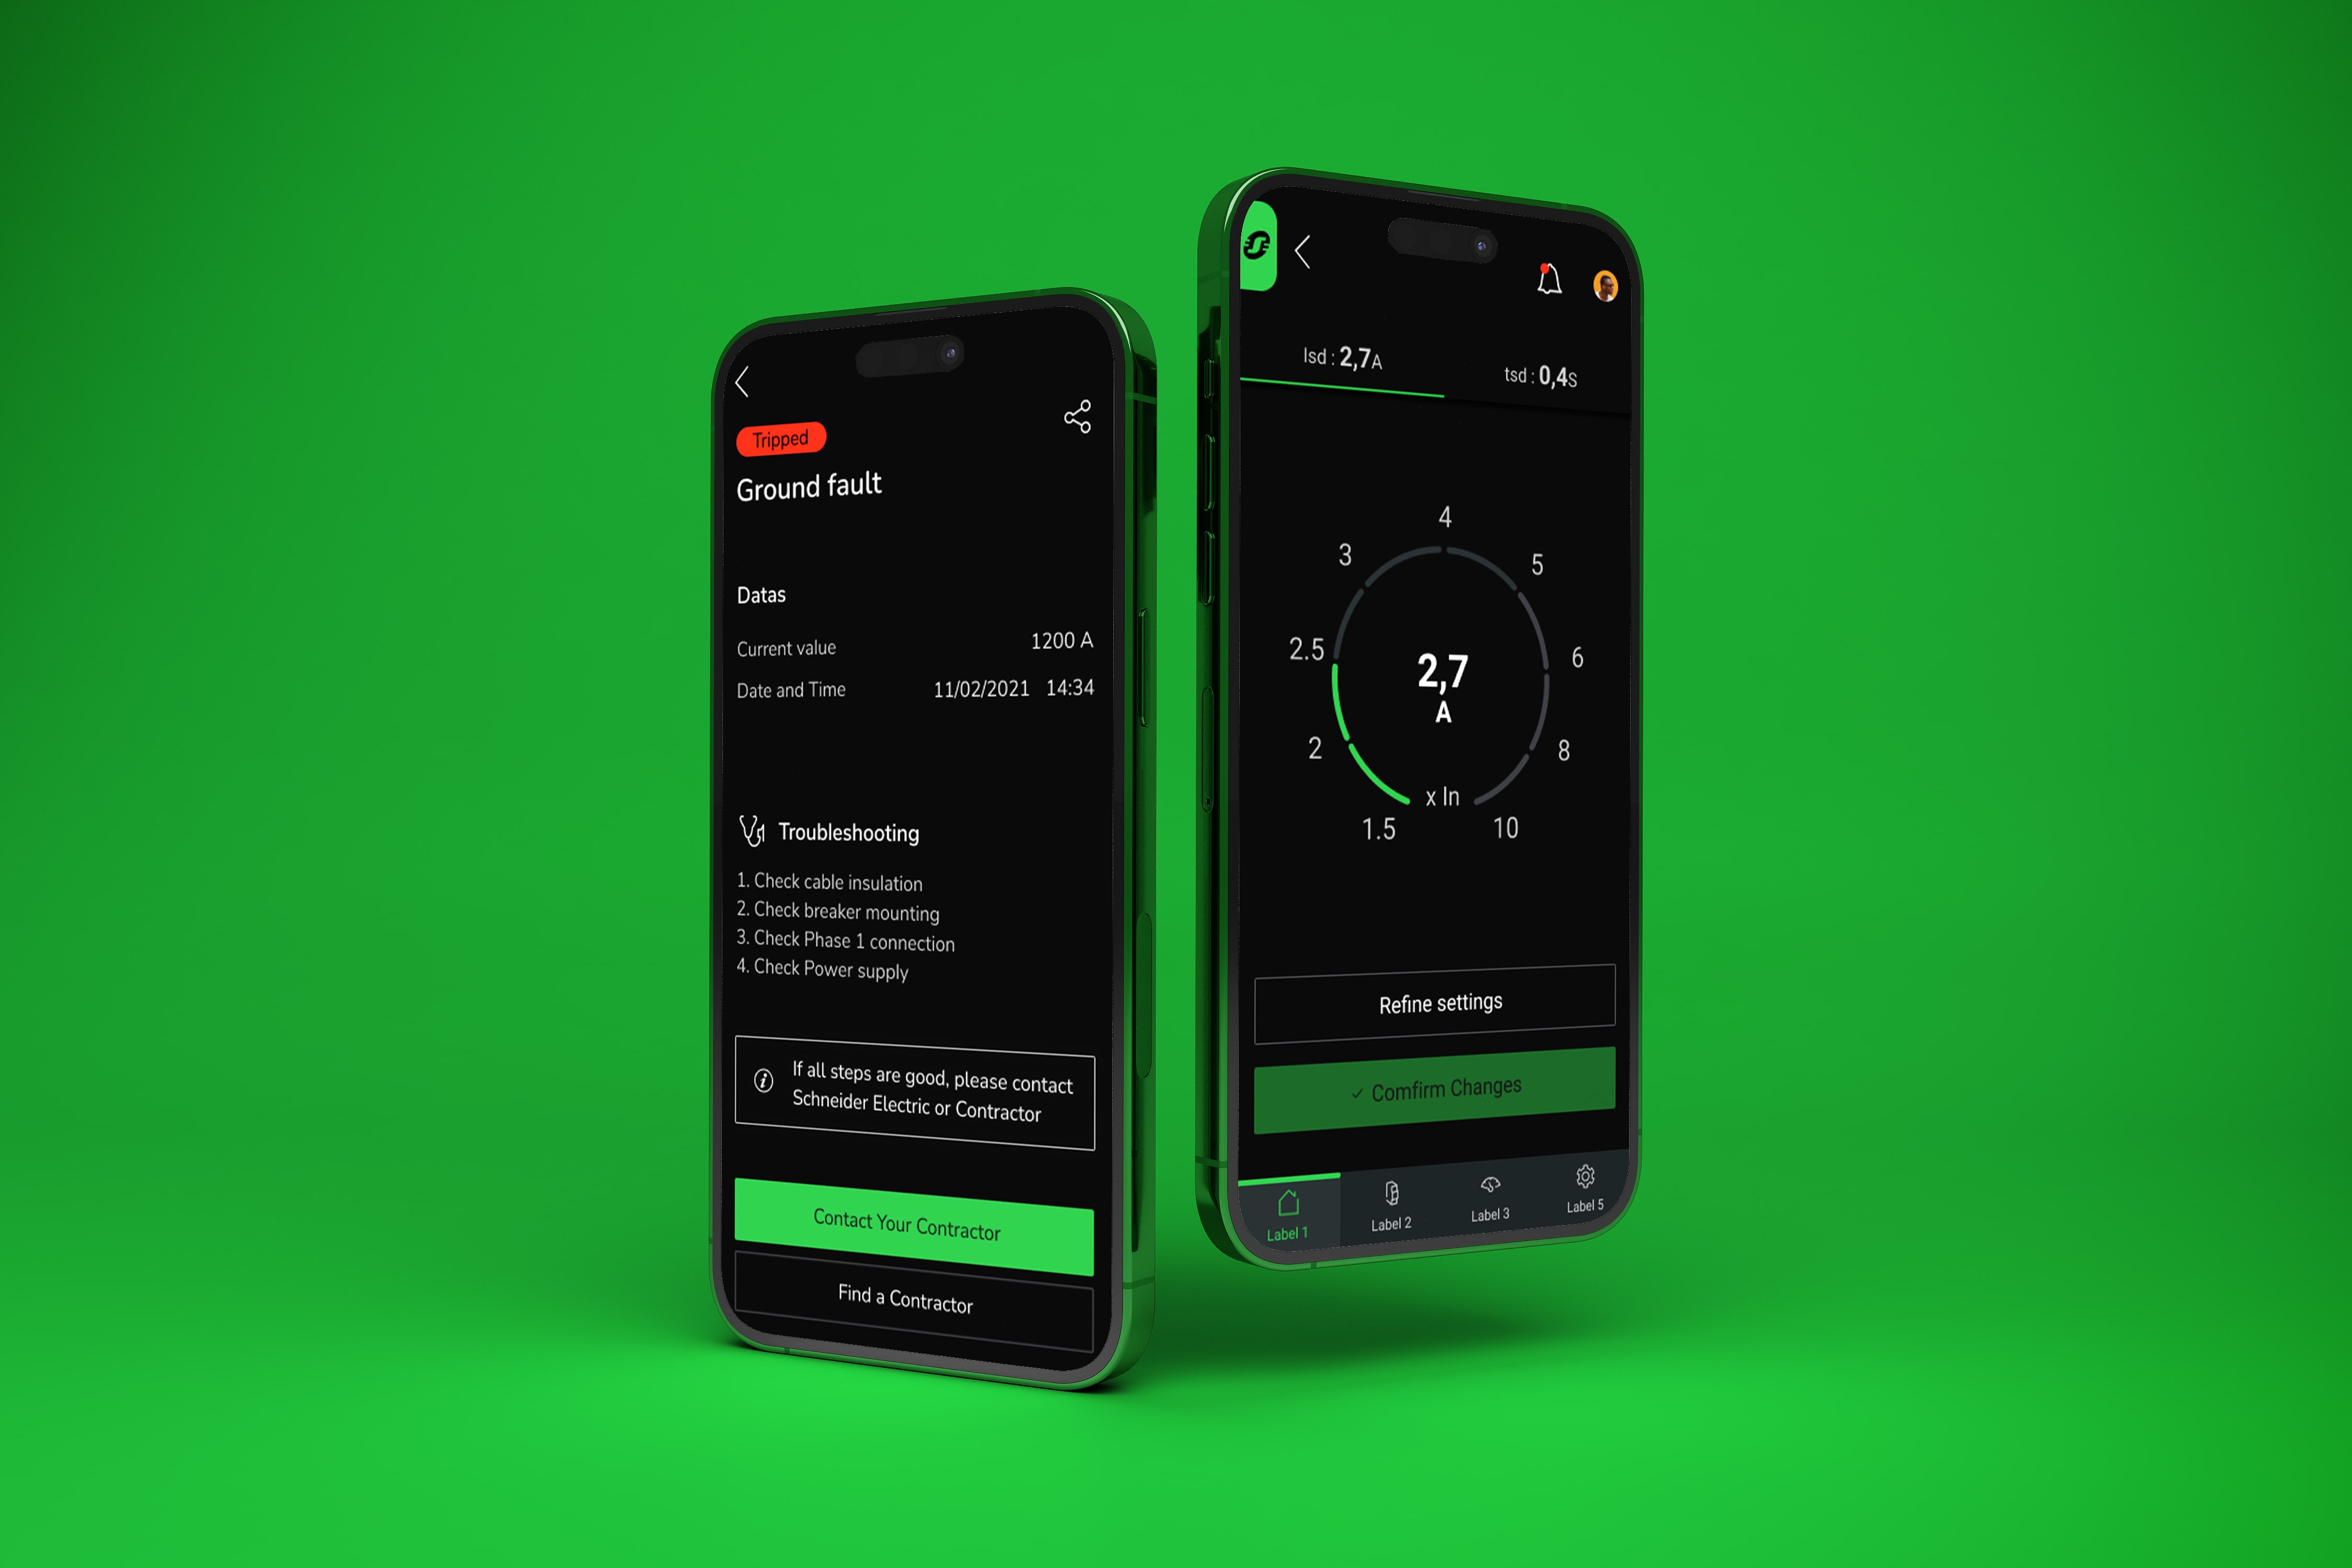 Tripped
Ground fault
Datas
Current value 1200 A
Date and Time 11/02/2021 14:34
Troubleshooting
1. Check cable insulation
2. Check breaker mounting
3. Check Phase 1 connection
4. Check Power supply
If all steps are good, please contact
Schneider Electric or Contractor
Contact Your Contractor
Find a Contractor
Isd : 2,7A
tsd : 0,4S
4
3
5
2.5
6
2,7
A
2
8
x In
1.5
10
Refine settings
Comfirm Changes
Label 1
Label 2
Label 3
Label 5